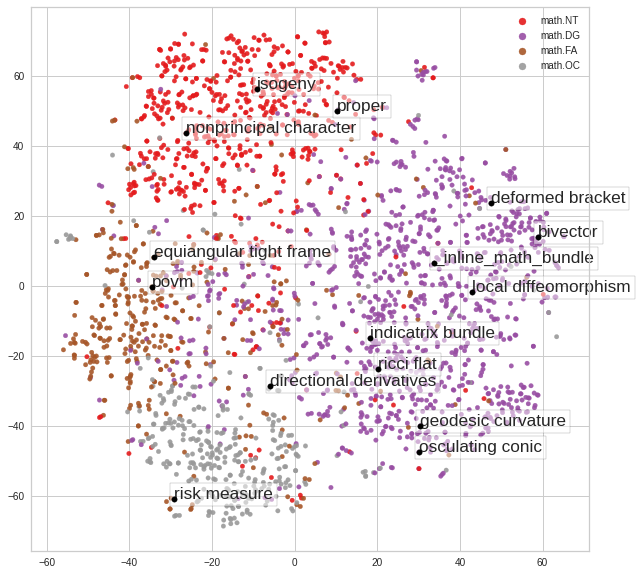 math.NT
math.DG
math.FA
math.OC
isogeny
proper
nonprincipal character
deformed bracket
bivector
equiangular tight frame
_inline_math_bundle
povm
local diffeomorphism
indicatrix bundle
ricci flat
directional derivatives
geodesic curvature
osculating conic
risk measure
60
40
20
0
−20
−40
−60
−60 −40 −20 0 20 40 60